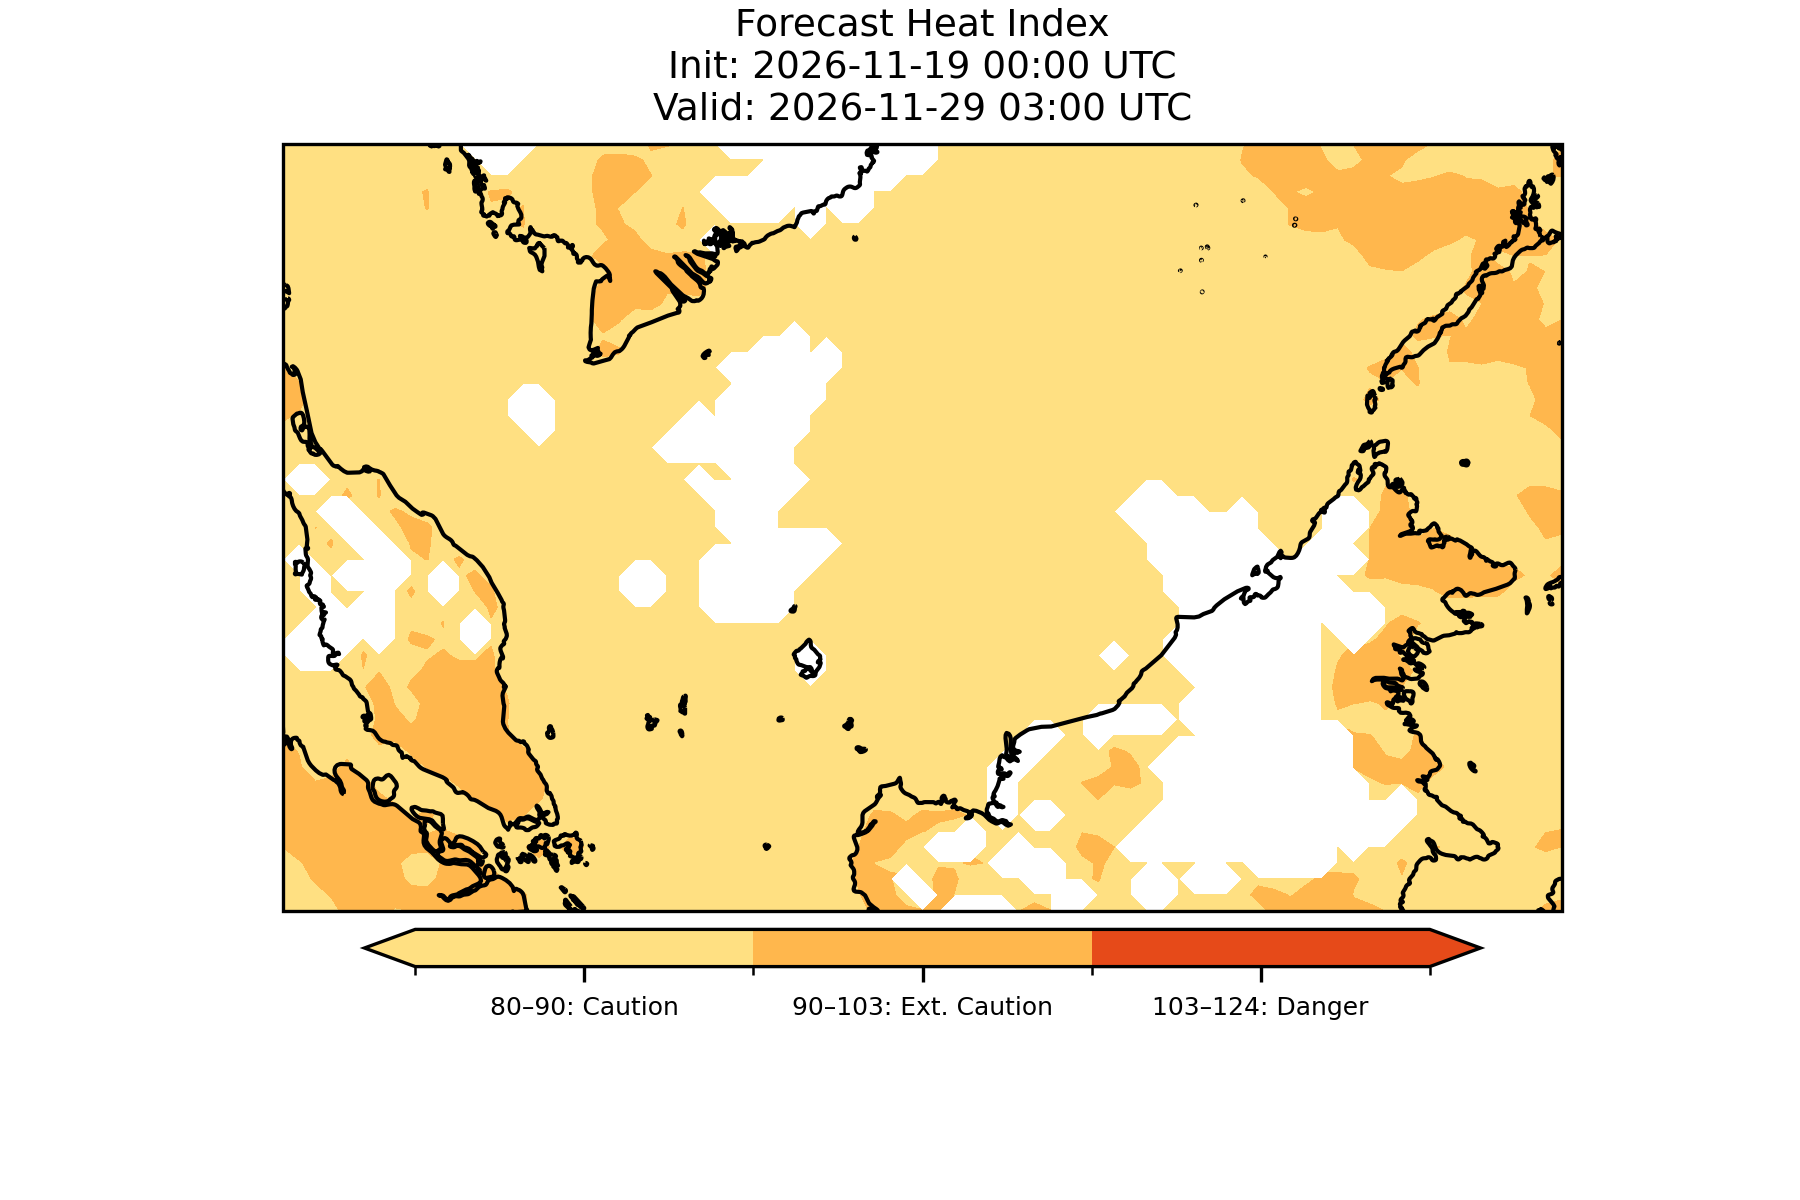 Forecast Heat Index
Init: 2026-11-19 00:00 UTC
Valid: 2026-11-29 03:00 UTC
80–90: Caution
90–103: Ext. Caution
103–124: Danger